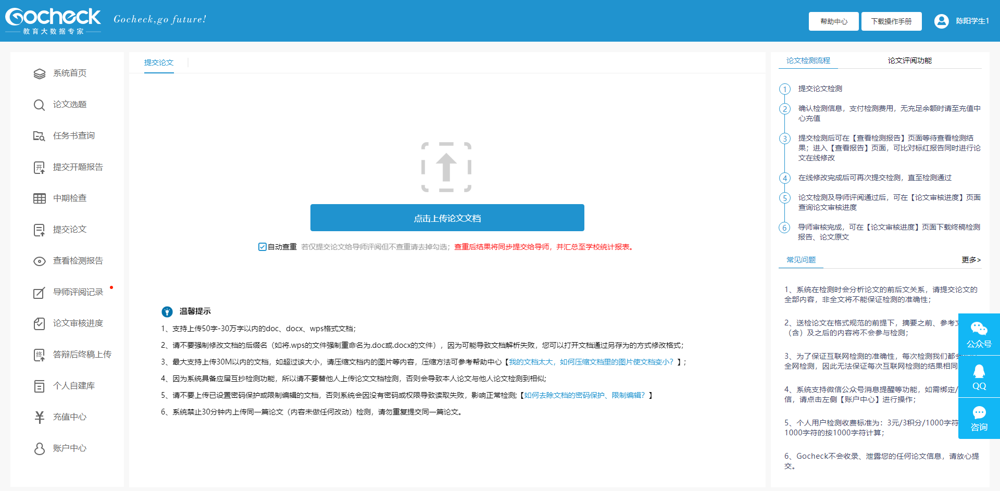 Gocheck
教育大数据专家
Gocheck,go future!
帮助中心
下载操作手册
陈阳学生1
系统首页
论文选题
任务书查询
提交开题报告
中期检查
提交论文
查看检测报告
导师评阅记录
论文审核进度
答辩后终稿上传
个人自建库
充值中心
账户中心
提交论文
点击上传论文文档
自动查重 若仅提交论文给导师评阅但不查重请去掉勾选；查重后结果将同步提交给导师，并汇总至学校统计报表。
温馨提示
1、支持上传50字-30万字以内的doc、docx、wps格式文档；
2、请不要强制修改文档的后缀名（如将.wps的文件强制重命名为.doc或.docx的文件），因为可能导致文档解析失败，您可以打开文档通过另存为的方式修改格式；
3、最大支持上传30M以内的文档，如超过该大小，请压缩文档内的图片等内容，压缩方法可参考帮助中心【我的文档太大，如何压缩文档里的图片使文档变小？】；
4、因为系统具备应届互抄检测功能，所以请不要替他人上传论文文档检测，否则会导致本人论文与他人论文检测到相似;
5、请不要上传已设置密码保护或限制编辑的文档，否则系统会因没有密码或权限导致读取失败，影响正常检测;【如何去除文档的密码保护、限制编辑？】
6、系统禁止30分钟内上传同一篇论文（内容未做任何改动）检测，请勿重复提交同一篇论文。
论文检测流程
论文评阅功能
1 提交论文检测
2 确认检测信息，支付检测费用，无充足余额时请至充值中
心充值
3 提交检测后可在【查看检测报告】页面等待查看检测结
果；进入【查看报告】页面，可比对标红报告同时进行论
文在线修改
4 在线修改完成后可再次提交检测，直至检测通过
5 论文检测及导师评阅通过后，可在【论文审核进度】页面
查询论文审核进度
6 导师审核完成，可在【论文审核进度】页面下载终稿检测
报告、论文原文
常见问题
更多>
1、系统在检测时会分析论文的前后文关系，请提交论文的
全部内容，非全文将不能保证检测的准确性；
2、送检论文在格式规范的前提下，摘要之前、参考文
（含）及之后的内容将不会参与检测；
3、为了保证互联网检测的准确性，每次检测我们都会
全网检测，因此无法保证每次互联网检测的结果相同
4、系统支持微信公众号消息提醒等功能，如需绑定/
信，请点击左侧【账户中心】进行操作；
5、个人用户检测收费标准为：3元/3积分/1000字符
1000字符的按1000字符计算；
6、Gocheck不会收录、泄露您的任何论文信息，请放心提
交。
公众号
QQ
咨询